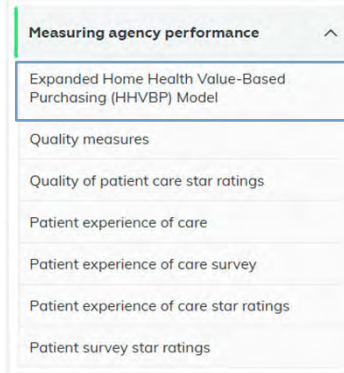 Measuring agency performance
Expanded Home Health Value-Based
Purchasing (HHVBP) Model
Quality measures
Quality of patient care star ratings
Patient experience of care
Patient experience of care survey
Patient experience of care star ratings
Patient survey star ratings